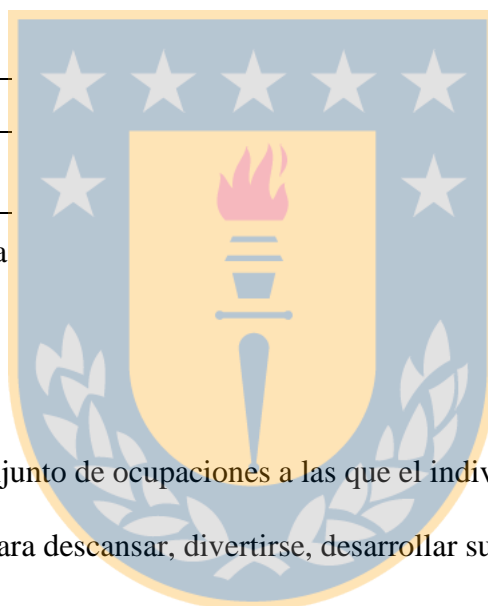 a
junto de ocupaciones a las que el indiv
ara descansar, divertirse, desarrollar su